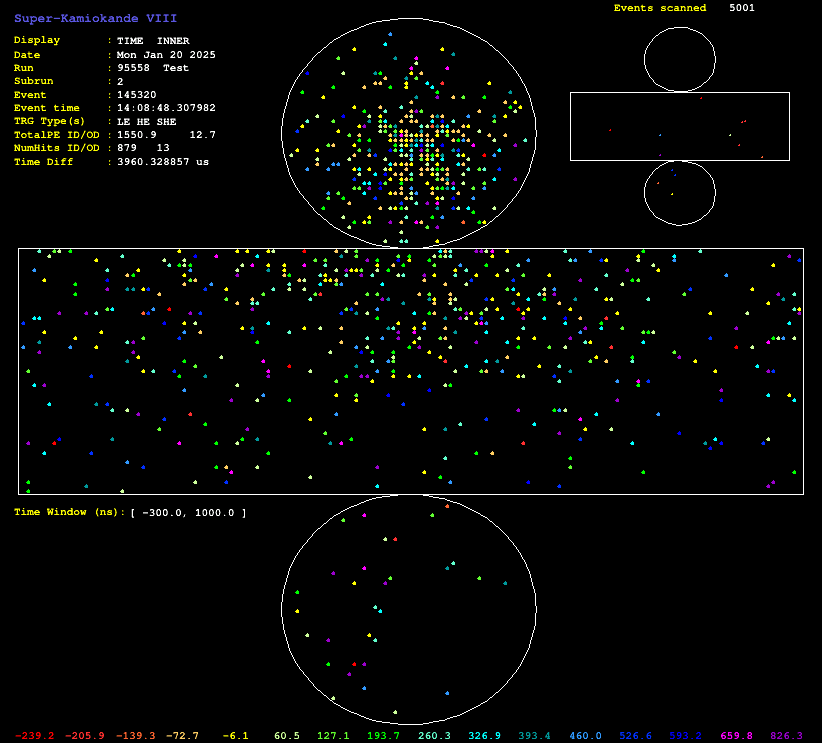 Super-Kamiokande VIII
Events scanned 5001
Display : TIME INNER
Date : Mon Jan 20 2025
Run : 95558 Test
Subrun : 2
Event : 145320
Event time : 14:08:48.307982
TRG Type(s) : LE HE SHE
TotalPE ID/OD : 1550.9 12.7
NumHits ID/OD : 879 13
Time Diff : 3960.328857 us
Time Window (ns): [ -300.0, 1000.0 ]
-239.2 -205.9 -139.3 -72.7 -6.1 60.5 127.1 193.7 260.3 326.9 393.4 460.0 526.6 593.2 659.8 826.3